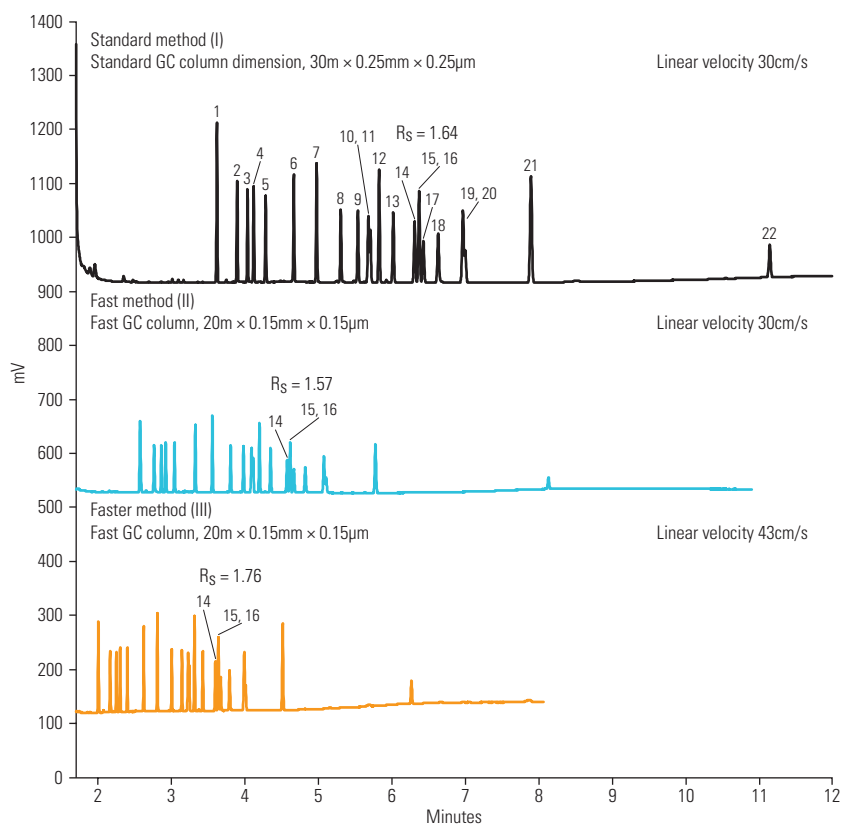 1400
1300
1200
1100
1000
900
800
700
600
500
400
300
200
100
0
mV
Standard method (I)
Standard GC column dimension, 30m × 0.25mm × 0.25µm
Linear velocity 30cm/s
1
2
3
4
5
6
7
8
9
10, 11
12
13
14
RS = 1.64
15, 16
17
18
19, 20
21
22
Fast method (II)
Fast GC column, 20m × 0.15mm × 0.15µm
Linear velocity 30cm/s
RS = 1.57
14
15, 16
Faster method (III)
Fast GC column, 20m × 0.15mm × 0.15µm
Linear velocity 43cm/s
RS = 1.76
14
15, 16
2 3 4 5 6 7 8 9 10 11 12
Minutes